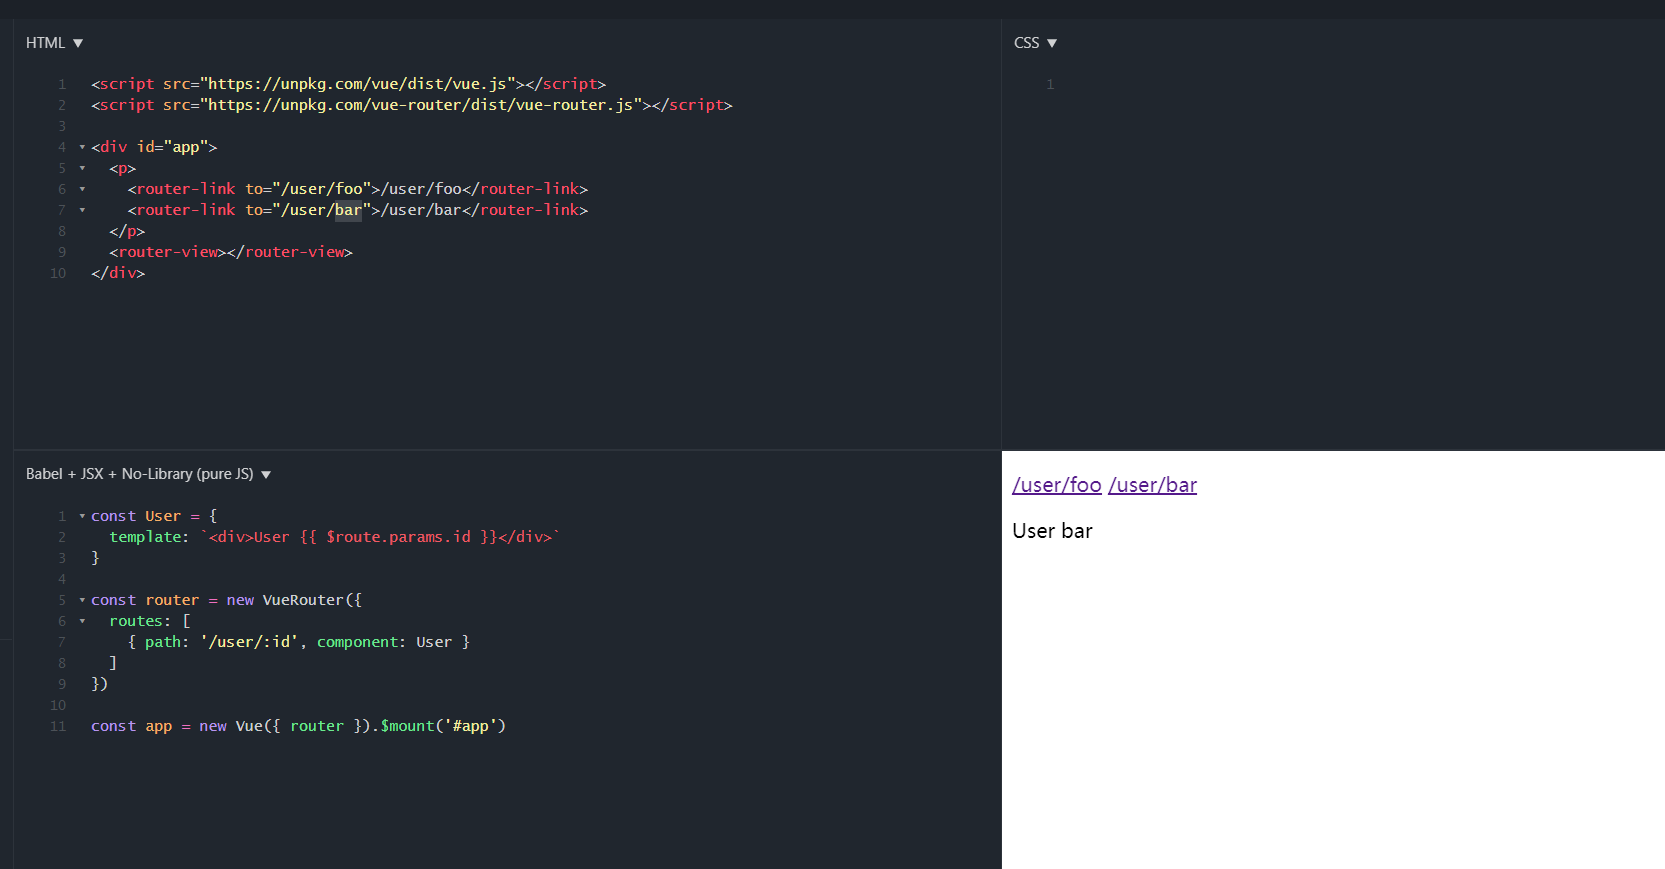 HTML ▼
1 <script src="https://unpkg.com/vue/dist/vue.js"></script>
2 <script src="https://unpkg.com/vue-router/dist/vue-router.js"></script>
3
4 <div id="app">
5   <p>
6     <router-link to="/user/foo">/user/foo</router-link>
7     <router-link to="/user/bar">/user/bar</router-link>
8   </p>
9   <router-view></router-view>
10 </div>
CSS ▼
1
Babel + JSX + No-Library (pure JS) ▼
1 const User = {
2   template: `<div>User {{ $route.params.id }}</div>`
3 }
4
5 const router = new VueRouter({
6   routes: [
7     { path: '/user/:id', component: User }
8   ]
9 })
10
11 const app = new Vue({ router }).$mount('#app')
/user/foo /user/bar
User bar